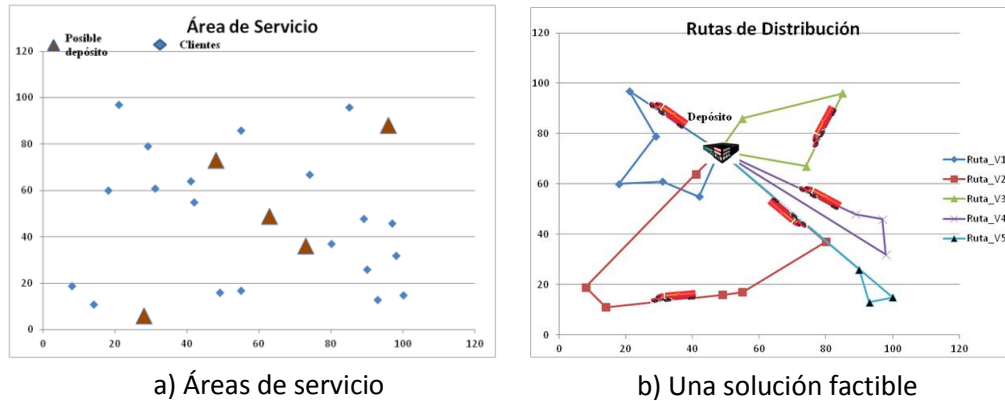 Área de Servicio
Posible depósito
Clientes
120
100
80
60
40
20
0
0 20 40 60 80 100 120
a) Áreas de servicio
Rutas de Distribución
Depósito
120
100
80
60
40
20
0
0 20 40 60 80 100 120
Ruta_V1
Ruta_V2
Ruta_V3
Ruta_V4
Ruta_V5
b) Una solución factible